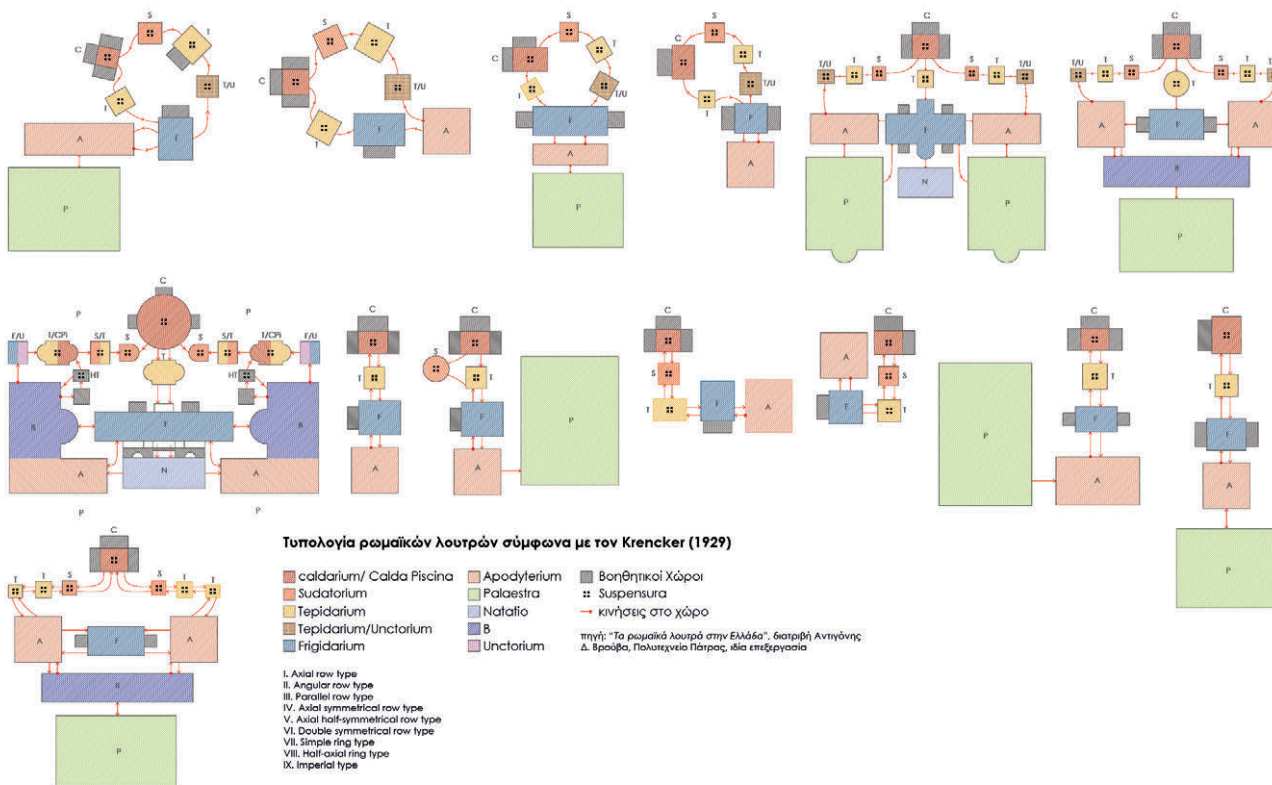 S
T
C
T/U
T
A
F
P
S
T
C
T/U
T
F
A
S
C
T
T
T/U
F
A
P
S
C
T
T/U
T
F
A
C
T/U
T
S
T
S
T
T/U
A
F
A
P
N
P
C
T/U
T
S
T
S
T
T
A
F
A
B
P
C
P
P
F/U
T/CPi
S/T
S
T
S
S/T
T/CPi
F/U
HT
HT
B
F
B
A
N
A
P
P
C
T
F
A
C
S
T
F
A
P
C
S
T
F
A
C
A
S
F
T
C
T
P
F
A
C
T
F
A
P
C
T
T
S
S
T
T
A
F
A
B
P
Τυπολογία ρωμαϊκών λουτρών σύμφωνα με τον Krencker (1929)
caldarium/ Calda Piscina
Sudatorium
Tepidarium
Tepidarium/Unctorium
Frigidarium
Apodyterium
Palaestra
Natatio
B
Unctorium
Βοηθητικοί Χώροι
Suspensura
κινήσεις στο χώρο
πηγή: "Τα ρωμαϊκά λουτρά στην Ελλάδα", διατριβή Αντιγόνης
Δ. Βρούβα, Πολυτεχνείο Πάτρας, ιδία επεξεργασία
I. Axial row type
II. Angular row type
III. Parallel row type
IV. Axial symmetrical row type
V. Axial half-symmetrical row type
VI. Double symmetrical row type
VII. Simple ring type
VIII. Half-axial ring type
IX. Imperial type